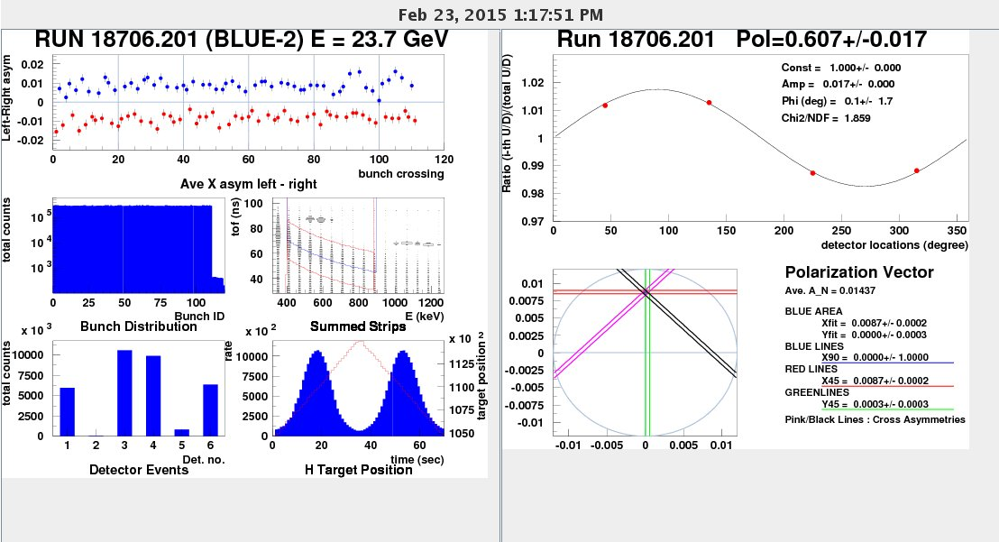 Feb 23, 2015 1:17:51 PM
RUN 18706.201 (BLUE-2) E = 23.7 GeV
Left-Right asym
0.02
0.01
0
-0.01
-0.02
0 20 40 60 80 100 120
bunch crossing
Ave X asym left - right
total counts
10^5
10^4
10^3
0 25 50 75 100
Bunch ID
Bunch Distribution
tof (ns)
100
80
60
40
400 600 800 1000 1200
E (keV)
Summed Strips
x 10^3
total counts
10000
7500
5000
2500
0
1 2 3 4 5 6
Det. no.
Detector Events
x 10^2
rate
10000
8000
6000
4000
2000
0
0 20 40 60
time (sec)
H Target Position
x 10^2
target position
1125
1100
1075
1050
Run 18706.201 Pol=0.607+/-0.017
Ratio (i-th U/D)/(total U/D)
1.02
1.01
1
0.99
0.98
0.97
Const = 1.000+/- 0.000
Amp = 0.017+/- 0.000
Phi (deg) = 0.1+/- 1.7
Chi2/NDF = 1.859
0 50 100 150 200 250 300 350
detector locations (degree)
0.01
0.0075
0.005
0.0025
0
-0.0025
-0.005
-0.0075
-0.01
-0.01 -0.005 0 0.005 0.01
Polarization Vector
Ave. A_N = 0.01437
BLUE AREA
Xfit = 0.0087+/- 0.0002
Yfit = 0.0000+/- 0.0003
BLUE LINES
X90 = 0.0000+/- 1.0000
RED LINES
X45 = 0.0087+/- 0.0002
GREENLINES
Y45 = 0.0003+/- 0.0003
Pink/Black Lines : Cross Asymmetries